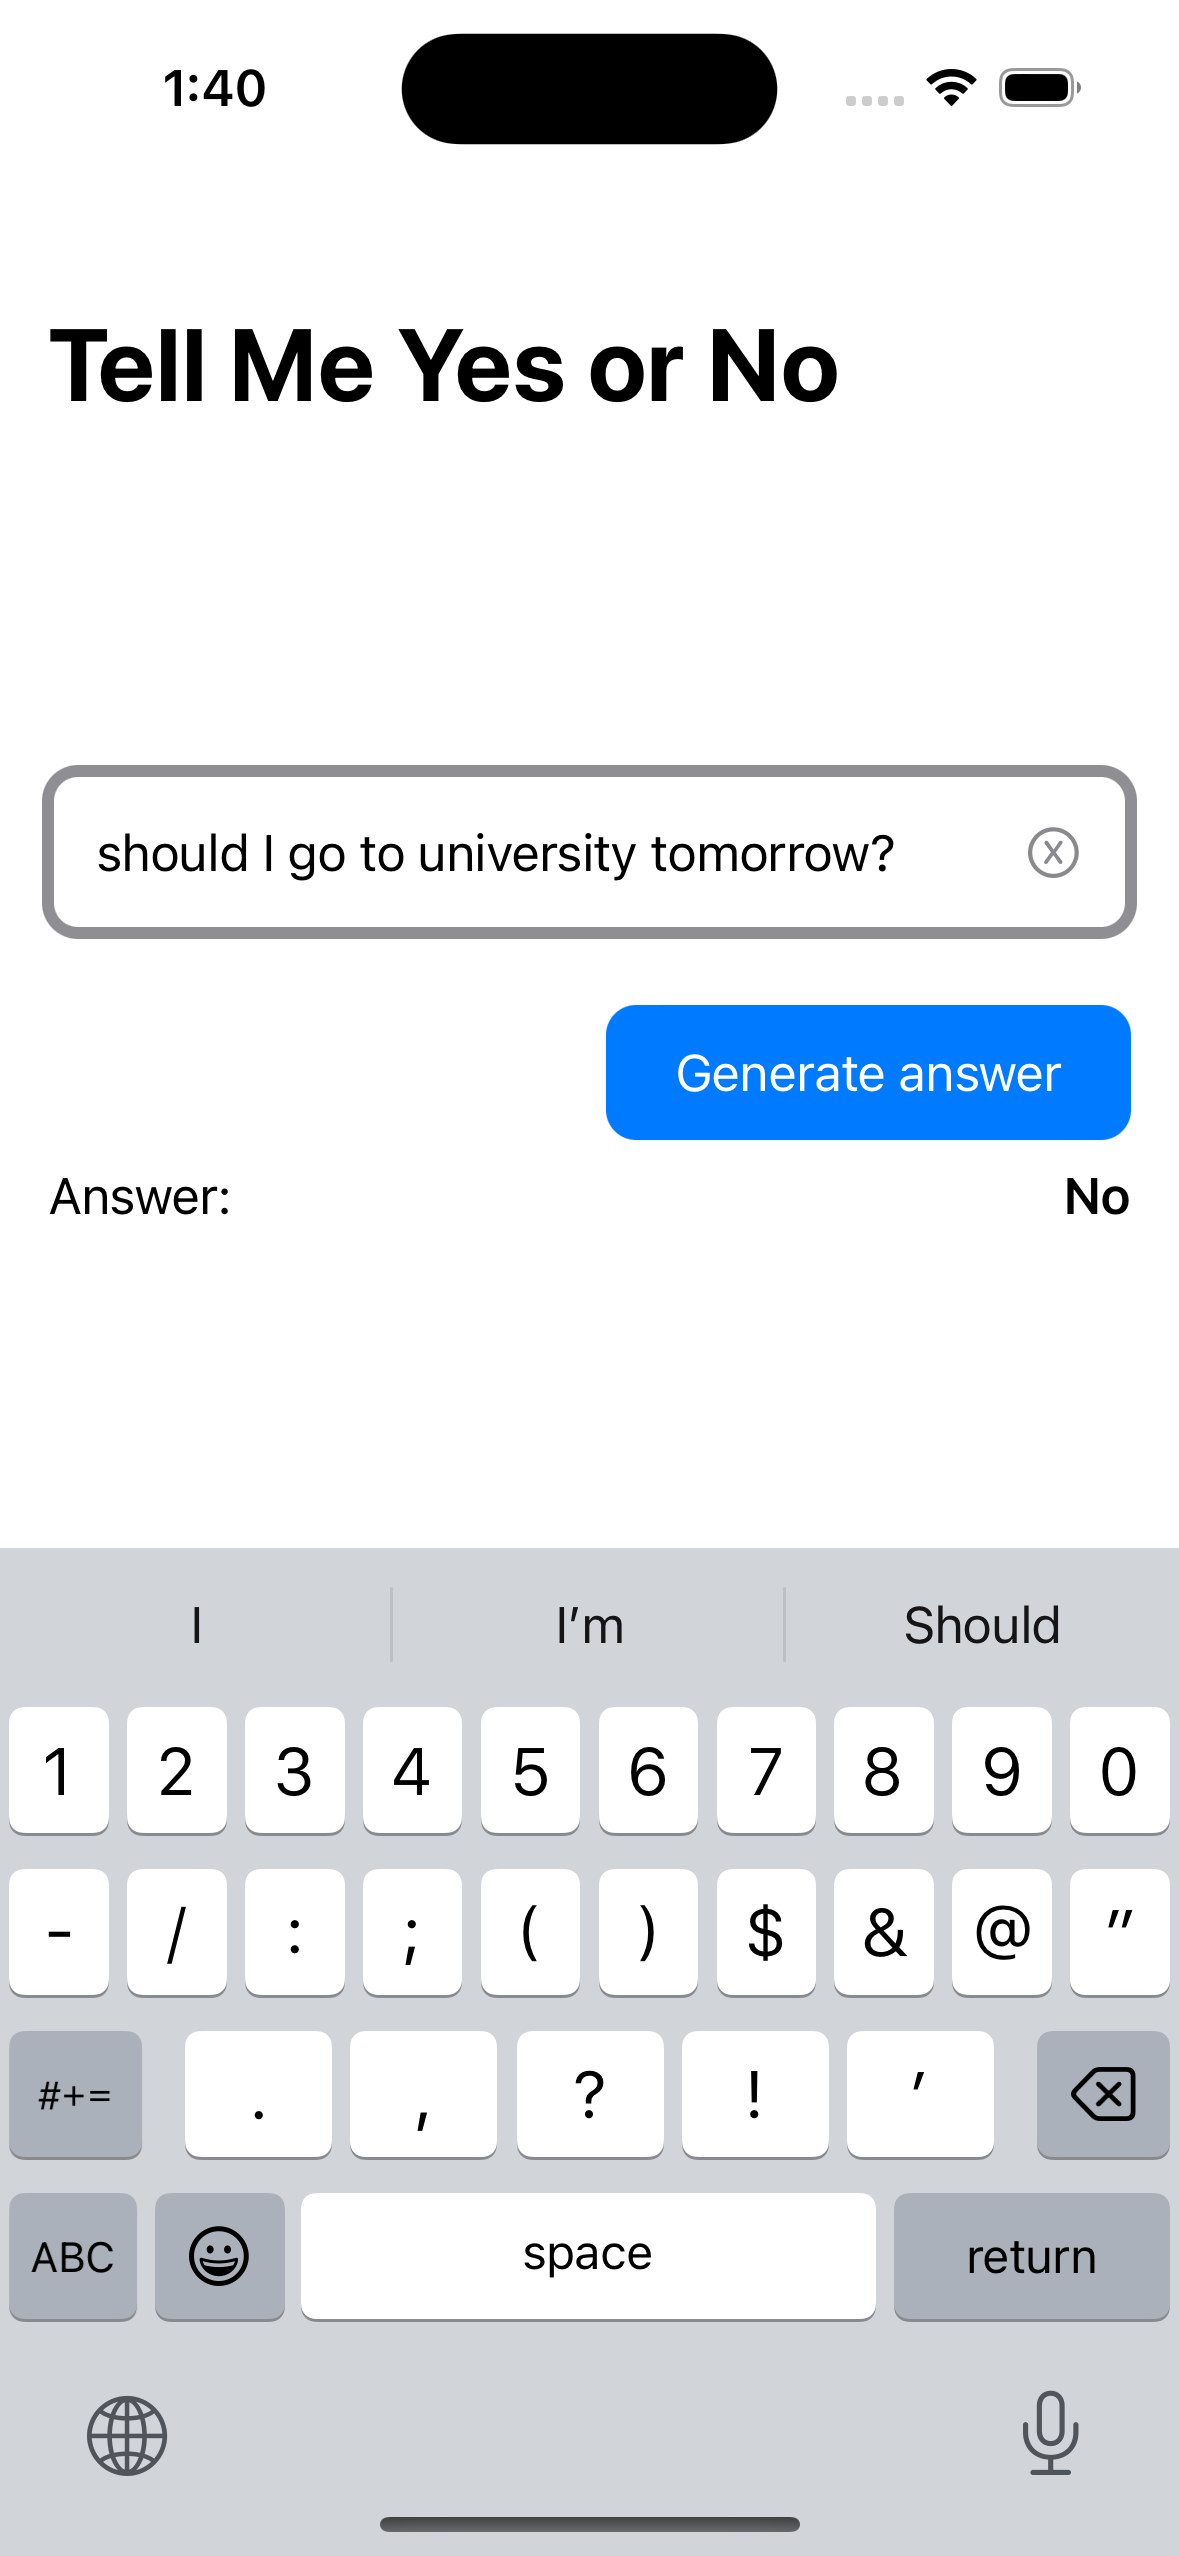 1:40
Tell Me Yes or No
should I go to university tomorrow?
Generate answer
Answer: No
I I’m Should
1 2 3 4 5 6 7 8 9 0
- / : ; ( ) $ & @ ”
#+= . , ? ! ’
ABC space return